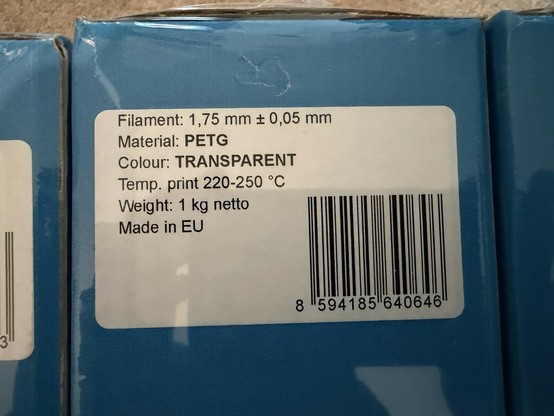 Filament: 1,75 mm ± 0,05 mm
Material: PETG
Colour: TRANSPARENT
Temp. print 220-250 °C
Weight: 1 kg netto
Made in EU
8 594185 640646
3